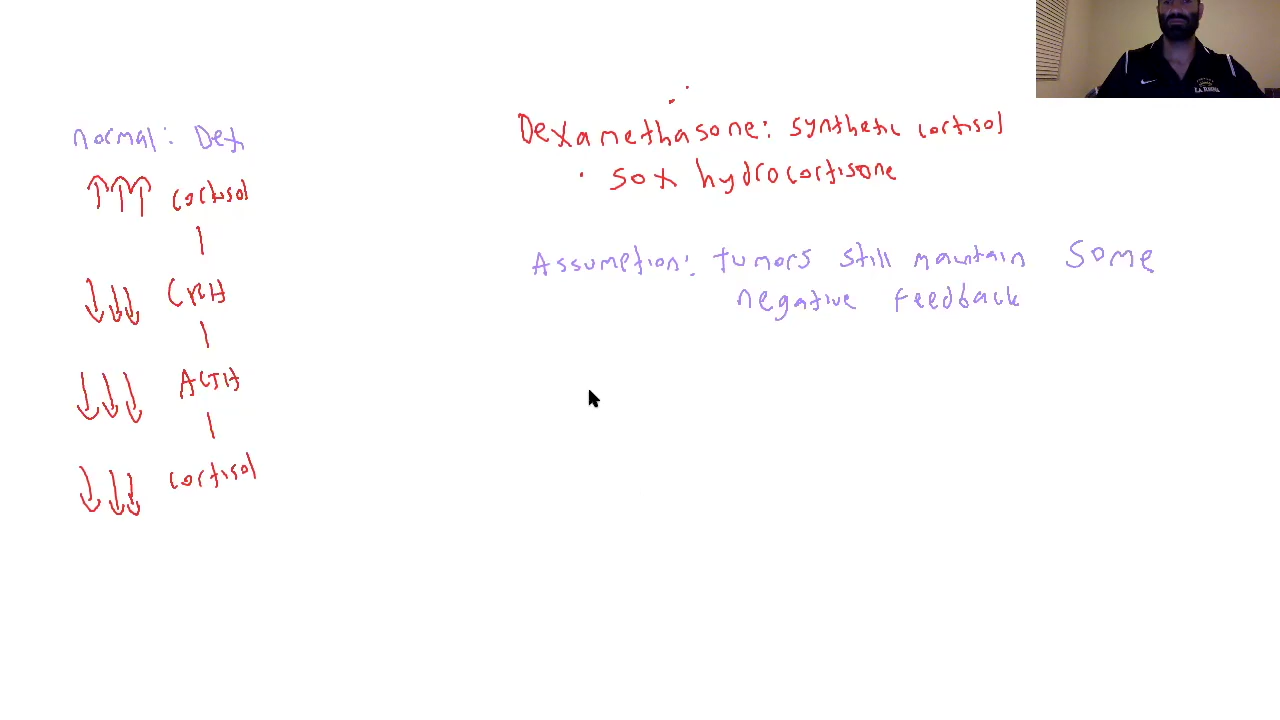 normal: Dex
↑↑↑ cortisol
↓↓↓ CRH
↓↓↓ ACTH
↓↓↓ cortisol
Dexamethasone: synthetic cortisol
• 50x hydrocortisone
Assumption: tumors still maintain some
negative feedback